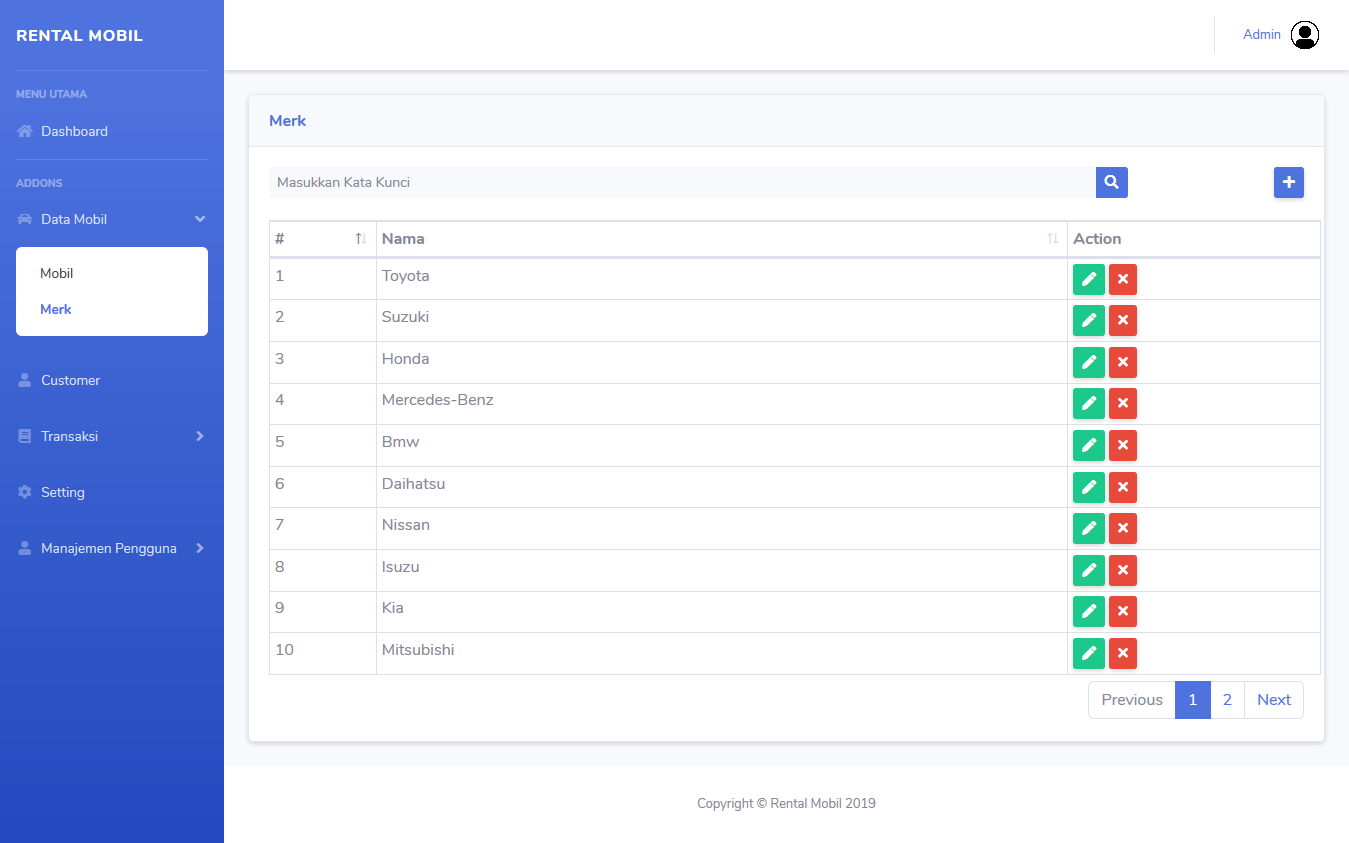 RENTAL MOBIL
Admin
MENU UTAMA
Dashboard
ADDONS
Data Mobil
Mobil
Merk
Customer
Transaksi
Setting
Manajemen Pengguna
Merk
Masukkan Kata Kunci
# Nama Action
1 Toyota
2 Suzuki
3 Honda
4 Mercedes-Benz
5 Bmw
6 Daihatsu
7 Nissan
8 Isuzu
9 Kia
10 Mitsubishi
Previous 1 2 Next
Copyright © Rental Mobil 2019